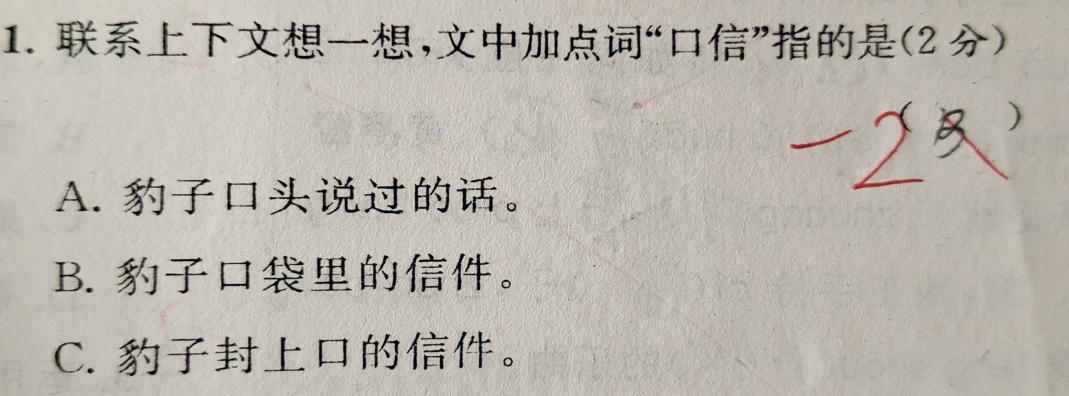 1. 联系上下文想一想,文中加点词“口信”指的是(2 分)
-2 ( B )
A. 豹子口头说过的话。
B. 豹子口袋里的信件。
C. 豹子封上口的信件。